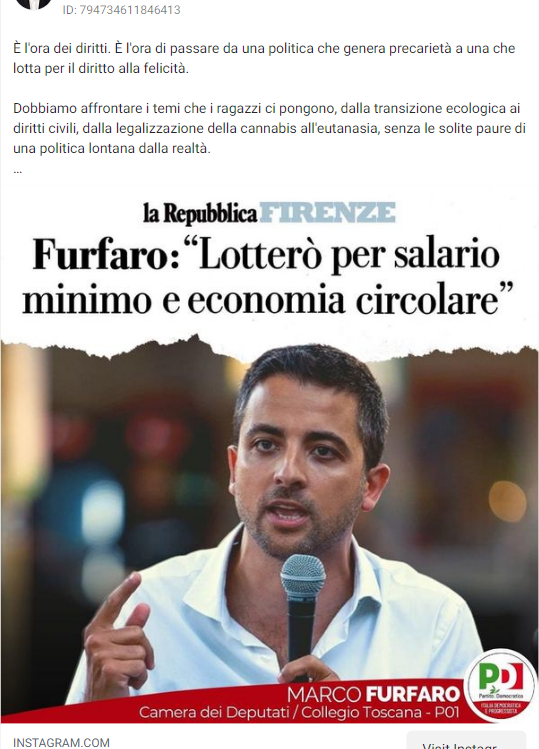 ID: 794734611846413
È l'ora dei diritti. È l'ora di passare da una politica che genera precarietà a una che
lotta per il diritto alla felicità.
Dobbiamo affrontare i temi che i ragazzi ci pongono, dalla transizione ecologica ai
diritti civili, dalla legalizzazione della cannabis all'eutanasia, senza le solite paure di
una politica lontana dalla realtà.
...
la Repubblica FIRENZE
Furfaro: “Lotterò per salario
minimo e economia circolare”
MARCO FURFARO
Camera dei Deputati / Collegio Toscana - P01
PD
Partito Democratico
ITALIA DEMOCRATICA
E PROGRESSISTA
INSTAGRAM.COM
Visit Instagr...